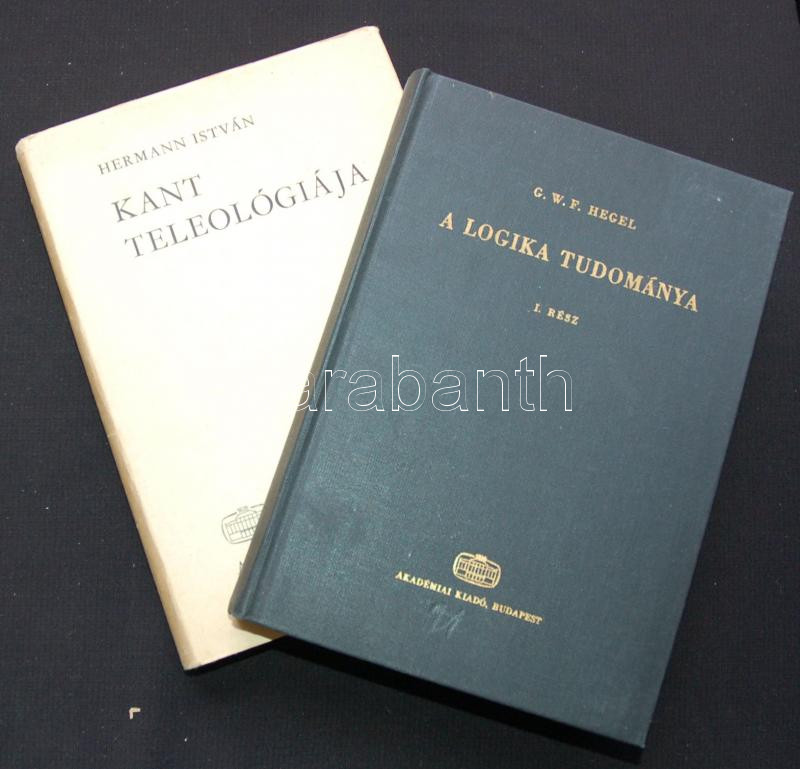 HERMANN ISTVÁN
KANT
TELEOLÓGIÁJA
G. W. F. HEGEL
A LOGIKA TUDOMÁNYA
I. RÉSZ
AKADÉMIAI KIADÓ, BUDAPEST
arabanth